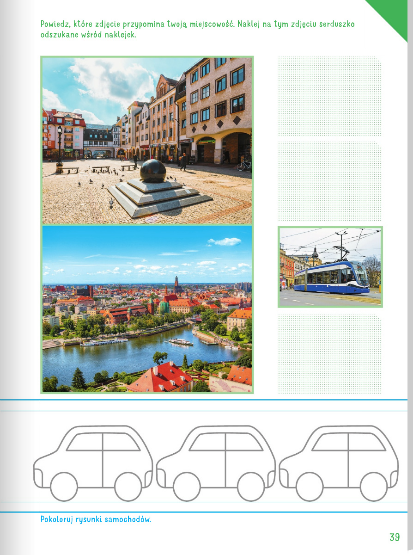 Powiedz, które zdjęcie przypomina twoją miejscowość. Naklej na tym zdjęciu serduszko
odszukane wśród naklejek.
Pokoloruj rysunki samochodów.
39